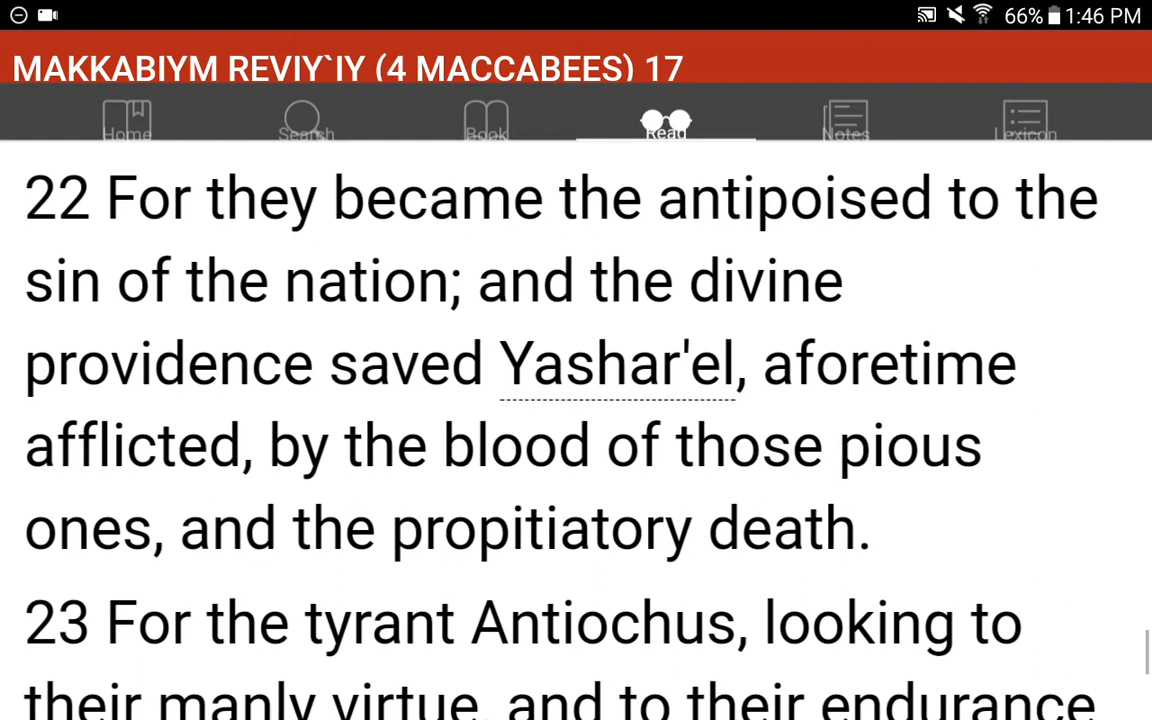 66% 1:46 PM
MAKKABIYM REVIY`IY (4 MACCABEES) 17
Home Search Book Read Notes Lexicon
22 For they became the antipoised to the
sin of the nation; and the divine
providence saved Yashar'el, aforetime
afflicted, by the blood of those pious
ones, and the propitiatory death.
23 For the tyrant Antiochus, looking to
their manly virtue, and to their endurance